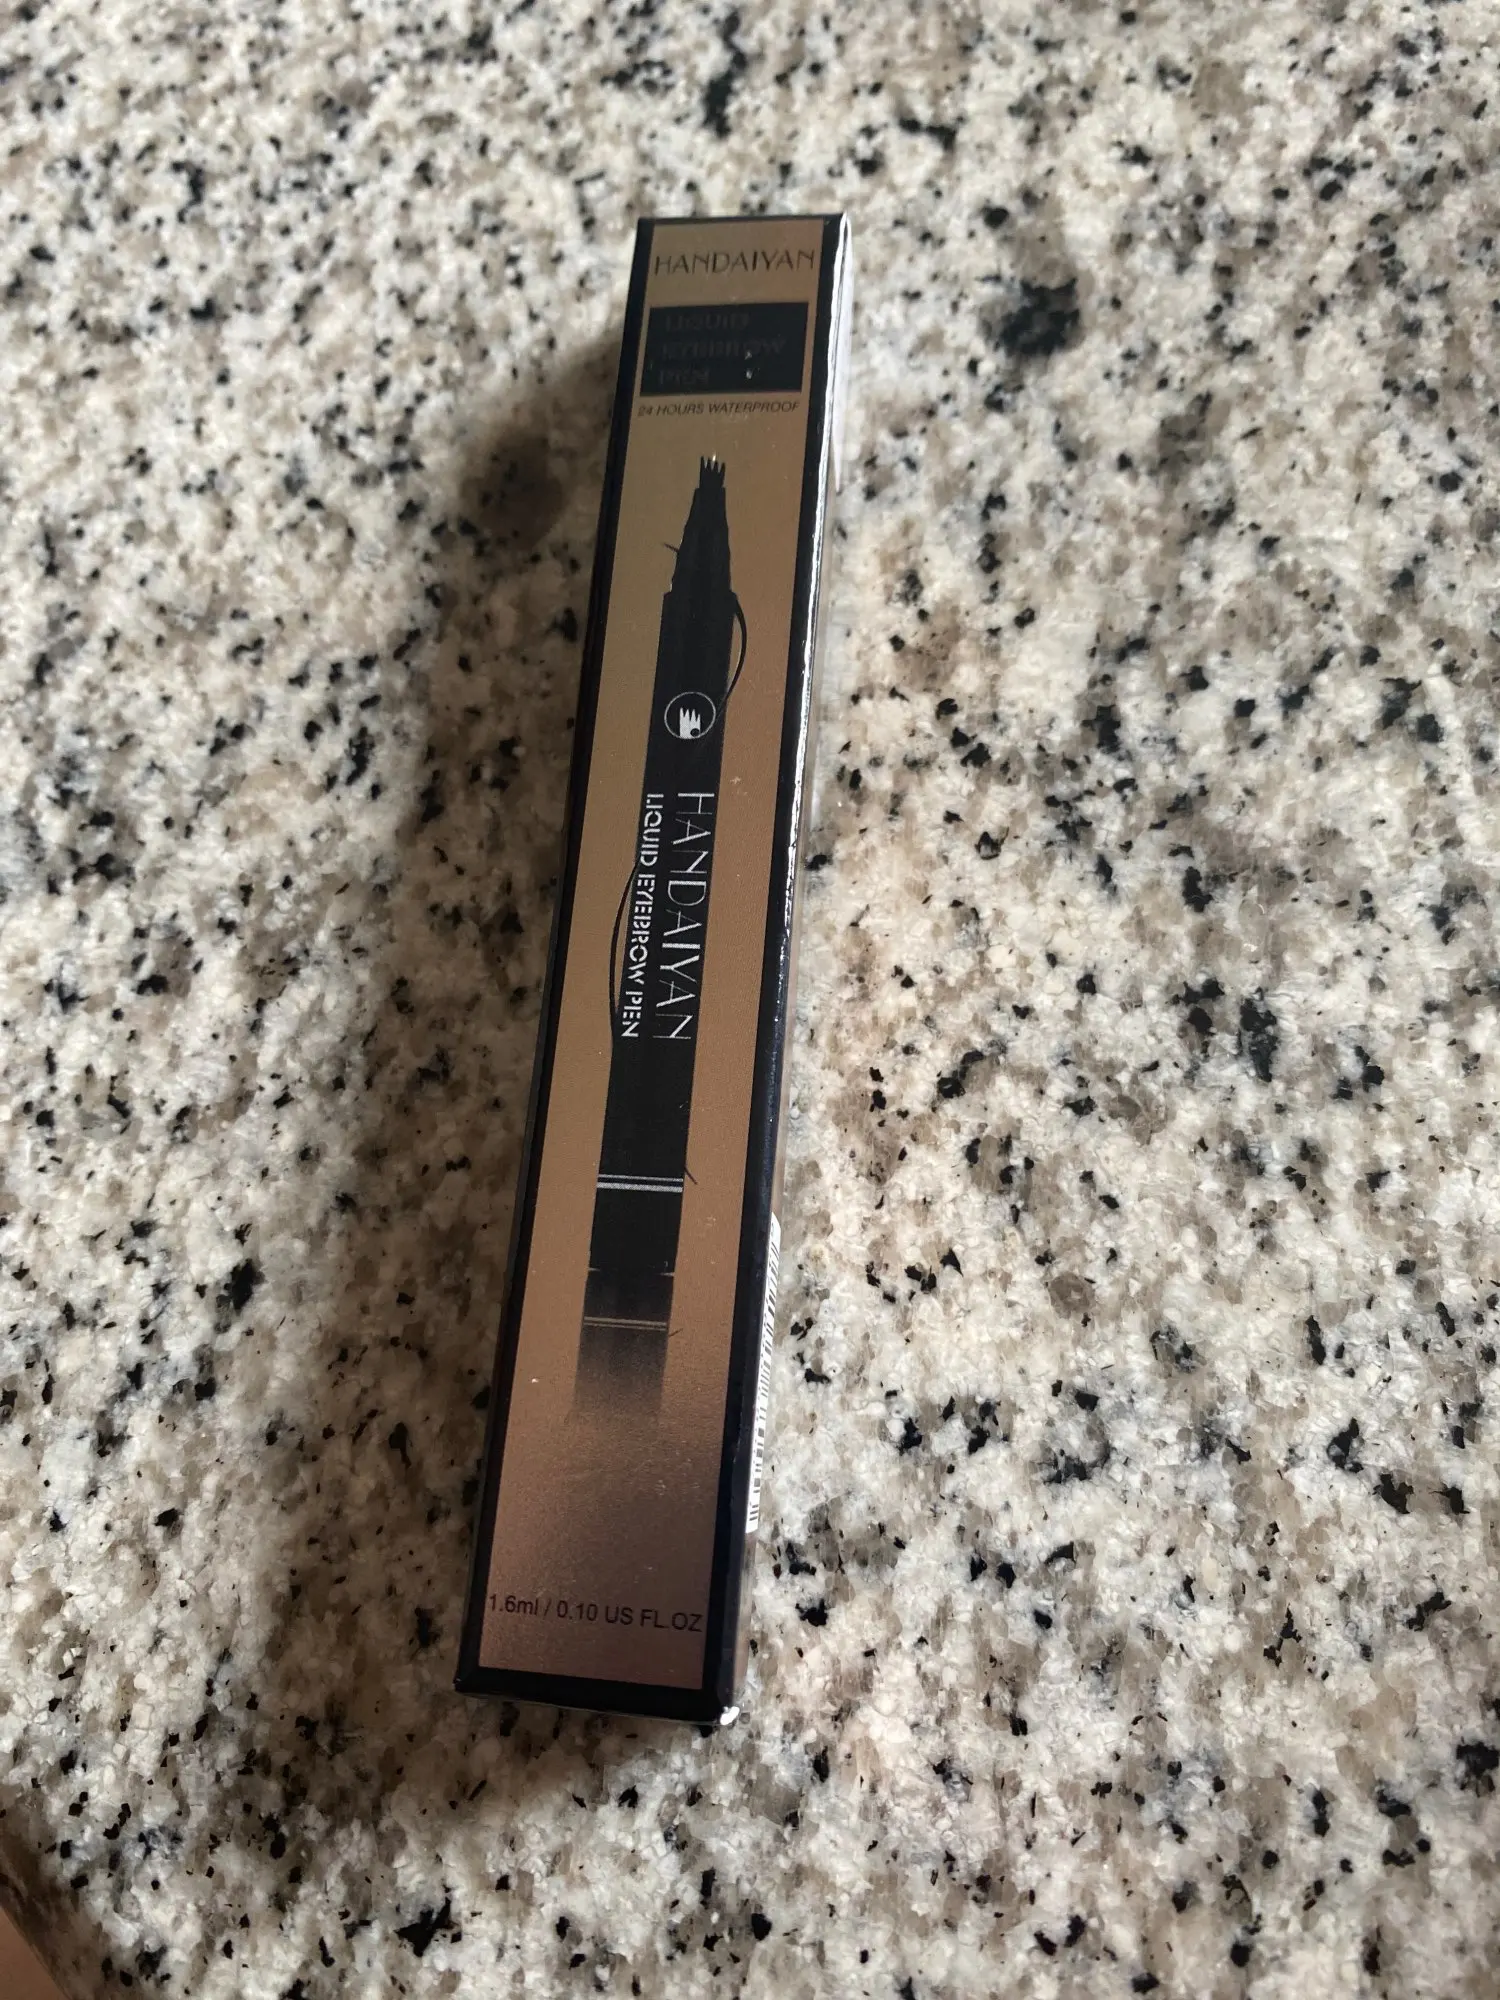 HANDAIYAN
LIQUID
EYEBROW
PEN
24 HOURS WATERPROOF
HANDAIYAN
LIQUID EYEBROW PEN
1.6ml / 0.10 US FL.OZ